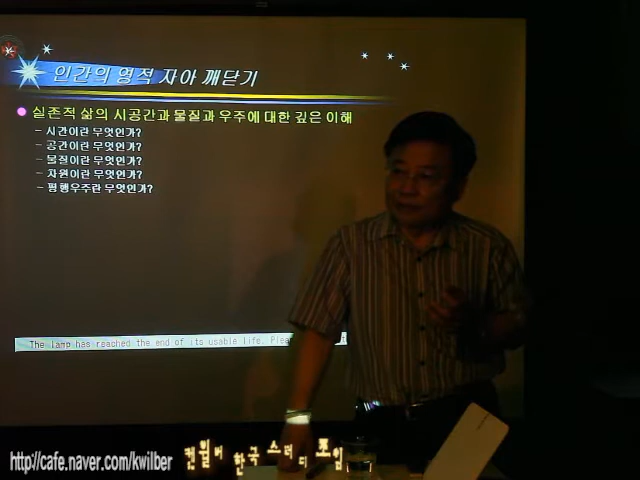 인간의 영적 자아 깨닫기
실존적 삶의 시공간과 물질과 우주에 대한 깊은 이해
- 시간이란 무엇인가?
- 공간이란 무엇인가?
- 물질이란 무엇인가?
- 차원이란 무엇인가?
- 평행우주란 무엇인가?
The lamp has reached the end of its usable life.
http://cafe.naver.com/kwilber 켄윌버 한국 스터디 모임